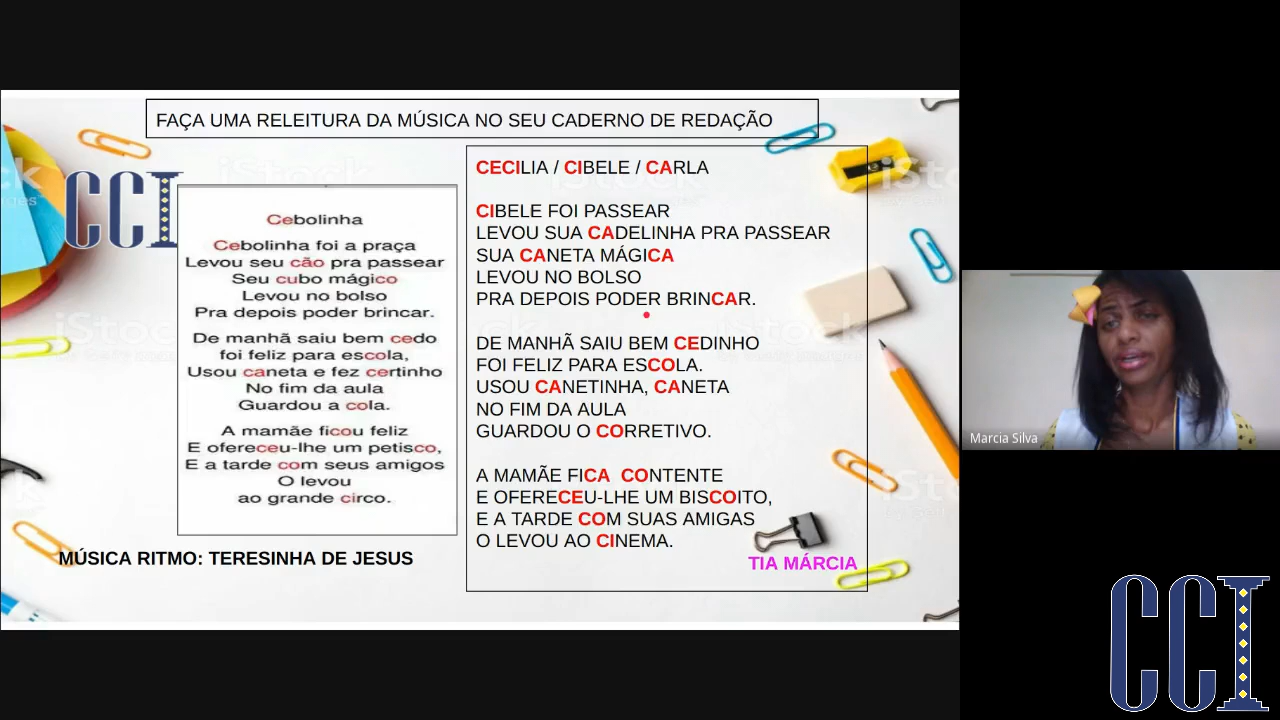 FAÇA UMA RELEITURA DA MÚSICA NO SEU CADERNO DE REDAÇÃO
CCI
Cebolinha
Cebolinha foi a praça
Levou seu cão pra passear
Seu cubo mágico
Levou no bolso
Pra depois poder brincar.
De manhã saiu bem cedo
foi feliz para escola,
Usou caneta e fez certinho
No fim da aula
Guardou a cola.
A mamãe ficou feliz
E ofereceu-lhe um petisco,
E a tarde com seus amigos
O levou
ao grande circo.
MÚSICA RITMO: TERESINHA DE JESUS
CECILIA / CIBELE / CARLA
CIBELE FOI PASSEAR
LEVOU SUA CADELINHA PRA PASSEAR
SUA CANETA MÁGICA
LEVOU NO BOLSO
PRA DEPOIS PODER BRINCAR.
DE MANHÃ SAIU BEM CEDINHO
FOI FELIZ PARA ESCOLA.
USOU CANETINHA, CANETA
NO FIM DA AULA
GUARDOU O CORRETIVO.
A MAMÃE FICA CONTENTE
E OFERECEU-LHE UM BISCOITO,
E A TARDE COM SUAS AMIGAS
O LEVOU AO CINEMA.
TIA MÁRCIA
Marcia Silva
CCI